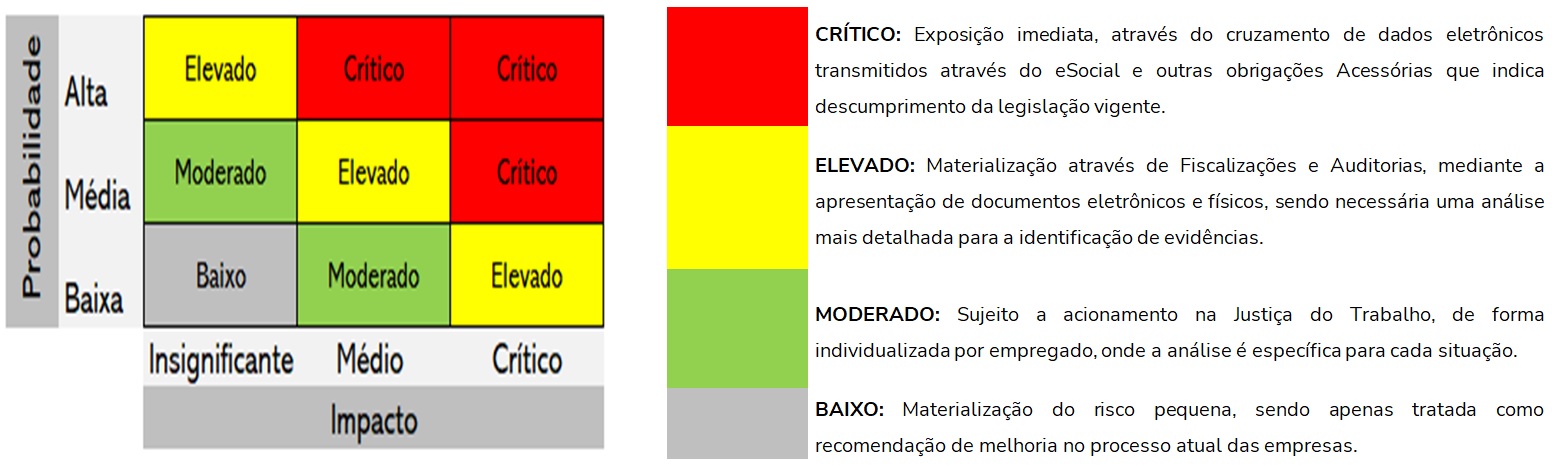 Probabilidade
Alta
Elevado
Crítico
Crítico
Média
Moderado
Elevado
Crítico
Baixa
Baixo
Moderado
Elevado
Insignificante
Médio
Crítico
Impacto
CRÍTICO: Exposição imediata, através do cruzamento de dados eletrônicos
transmitidos através do eSocial e outras obrigações Acessórias que indica
descumprimento da legislação vigente.
ELEVADO: Materialização através de Fiscalizações e Auditorias, mediante a
apresentação de documentos eletrônicos e físicos, sendo necessária uma análise
mais detalhada para a identificação de evidências.
MODERADO: Sujeito a acionamento na Justiça do Trabalho, de forma
individualizada por empregado, onde a análise é específica para cada situação.
BAIXO: Materialização do risco pequena, sendo apenas tratada como
recomendação de melhoria no processo atual das empresas.